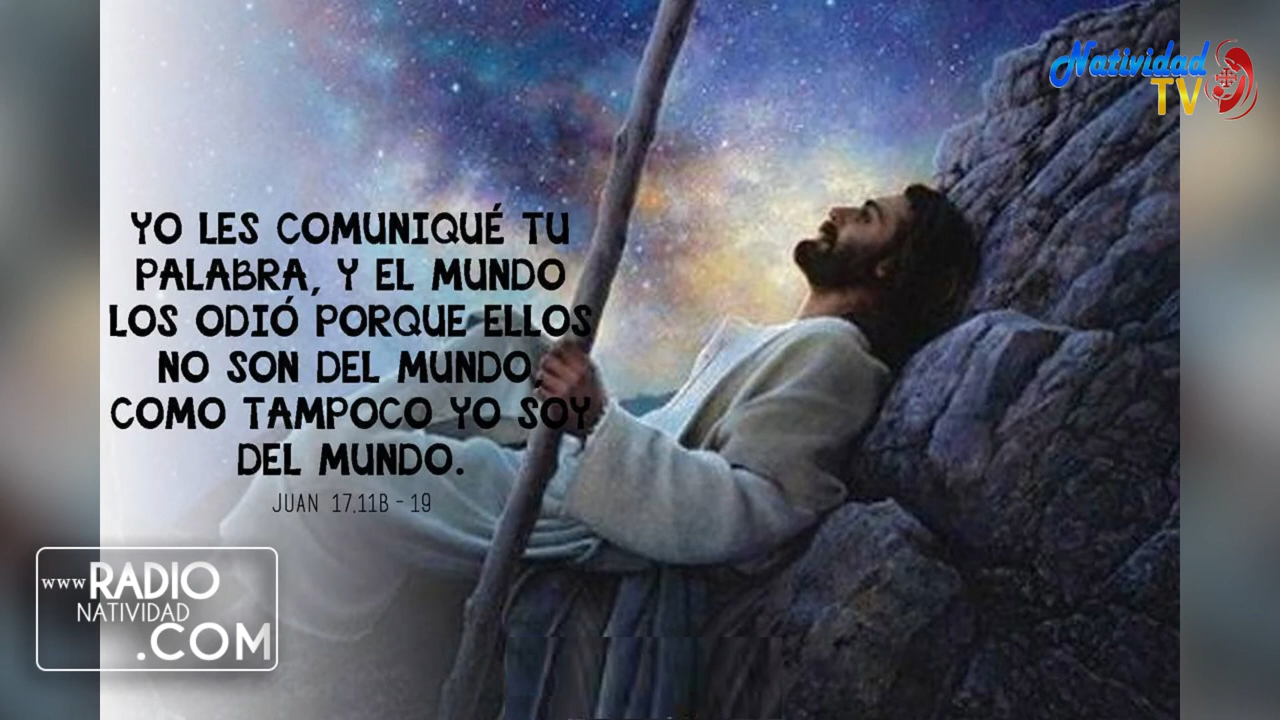 Natividad
TV
YO LES COMUNIQUÉ TU
PALABRA, Y EL MUNDO
LOS ODIÓ PORQUE ELLOS
NO SON DEL MUNDO,
COMO TAMPOCO YO SOY
DEL MUNDO.
JUAN 17,11B - 19
www RADIO
NATIVIDAD
.COM